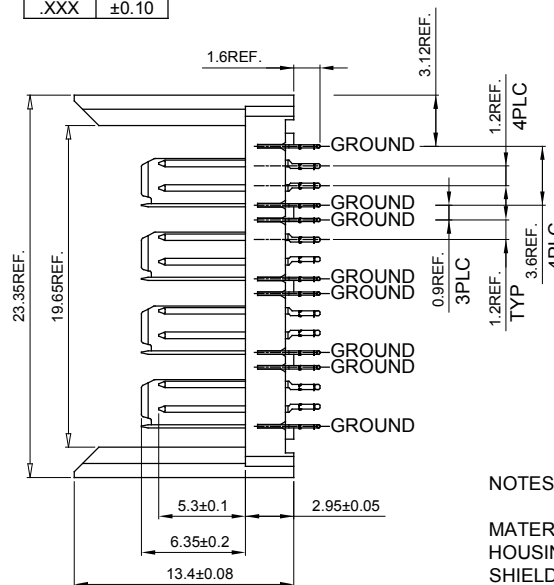 .XXX ±0.10
1.6REF.
3.12REF.
1.2REF.
4PLC
GROUND
GROUND
GROUND
GROUND
GROUND
GROUND
GROUND
GROUND
23.35REF.
19.65REF.
0.9REF.
3PLC
1.2REF.
TYP
3.6REF.
4PLC
5.3±0.1
2.95±0.05
6.35±0.2
13.4±0.08
NOTES
MATER
HOUSIN
SHIELD